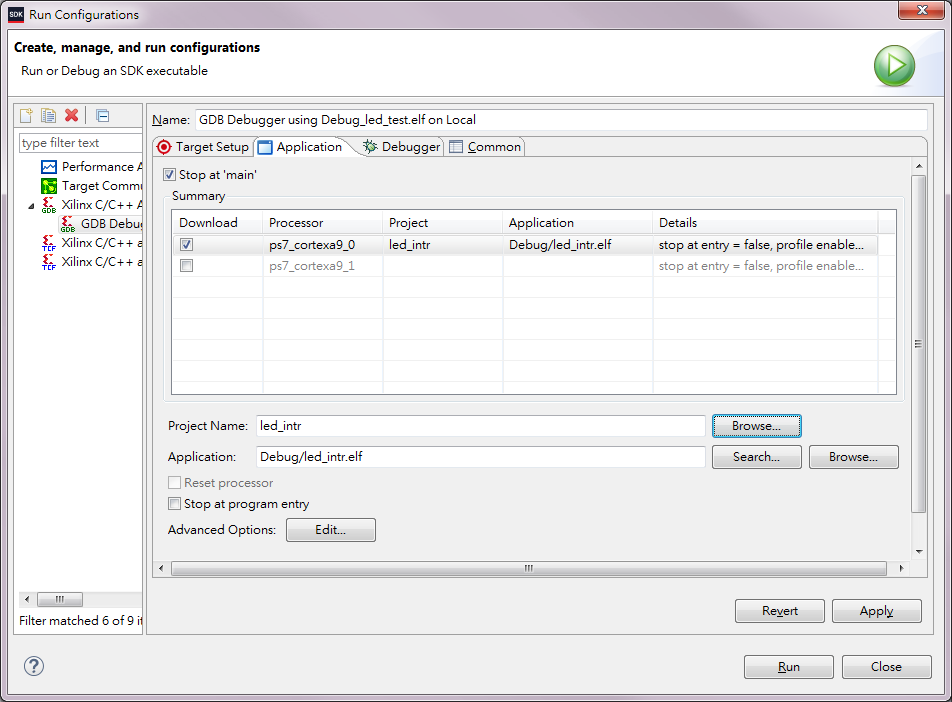 SDK Run Configurations
Create, manage, and run configurations
Run or Debug an SDK executable
type filter text
Performance A
Target Commu
Xilinx C/C++ A
GDB Debug
Xilinx C/C++ a
Xilinx C/C++ a
Filter matched 6 of 9 it
Name: GDB Debugger using Debug_led_test.elf on Local
Target Setup Application Debugger Common
Stop at 'main'
Summary
Download Processor Project Application Details
ps7_cortexa9_0 led_intr Debug/led_intr.elf stop at entry = false, profile enable...
ps7_cortexa9_1 stop at entry = false, profile enable...
Project Name: led_intr Browse...
Application: Debug/led_intr.elf Search... Browse...
Reset processor
Stop at program entry
Advanced Options: Edit...
Revert Apply
? Run Close